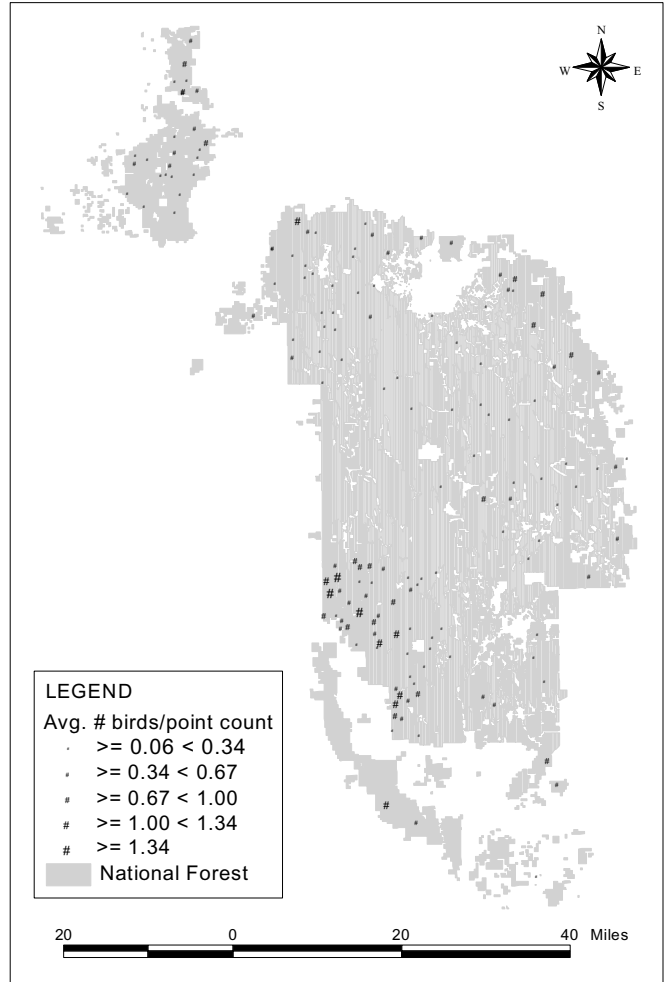 N
W E
S
LEGEND
Avg. # birds/point count
# >= 0.06 < 0.34
# >= 0.34 < 0.67
# >= 0.67 < 1.00
# >= 1.00 < 1.34
# >= 1.34
National Forest
20 0 20 40 Miles